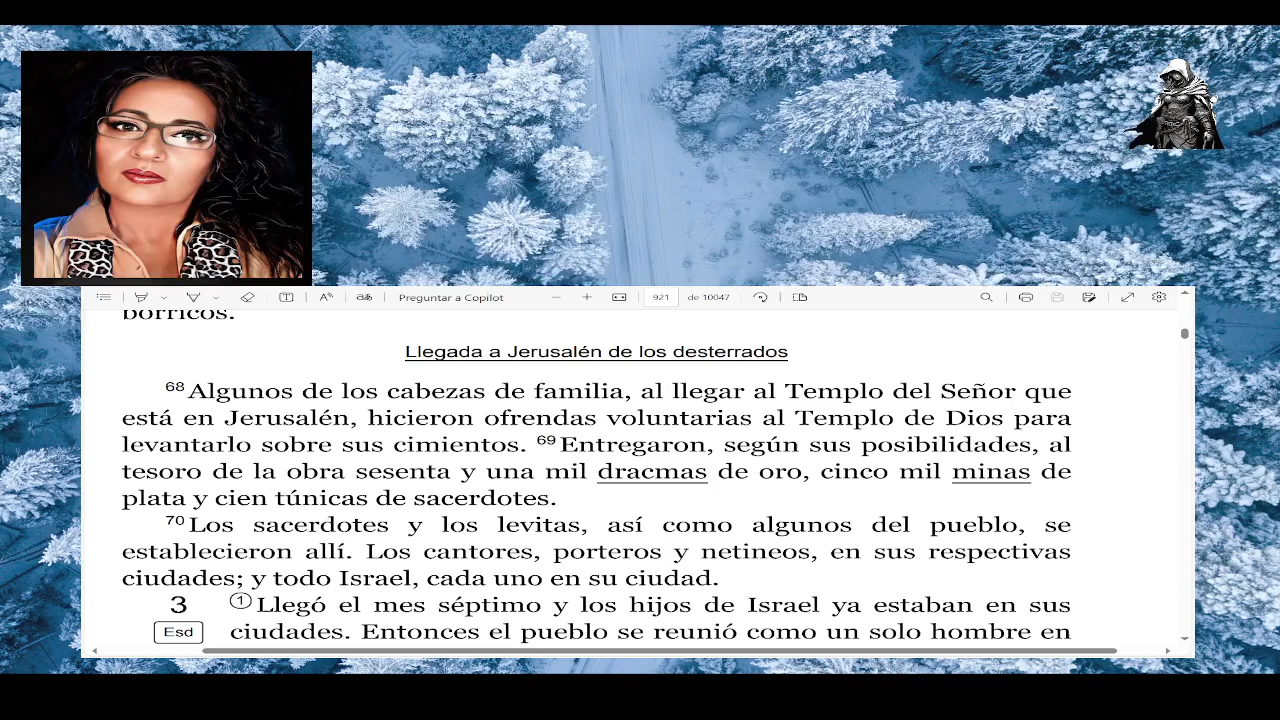 Preguntar a Copilot
921 de 10047
borricos.
Llegada a Jerusalén de los desterrados
68 Algunos de los cabezas de familia, al llegar al Templo del Señor que
está en Jerusalén, hicieron ofrendas voluntarias al Templo de Dios para
levantarlo sobre sus cimientos. 69 Entregaron, según sus posibilidades, al
tesoro de la obra sesenta y una mil dracmas de oro, cinco mil minas de
plata y cien túnicas de sacerdotes.
70 Los sacerdotes y los levitas, así como algunos del pueblo, se
establecieron allí. Los cantores, porteros y netineos, en sus respectivas
ciudades; y todo Israel, cada uno en su ciudad.
3 ① Llegó el mes séptimo y los hijos de Israel ya estaban en sus
Esd ciudades. Entonces el pueblo se reunió como un solo hombre en